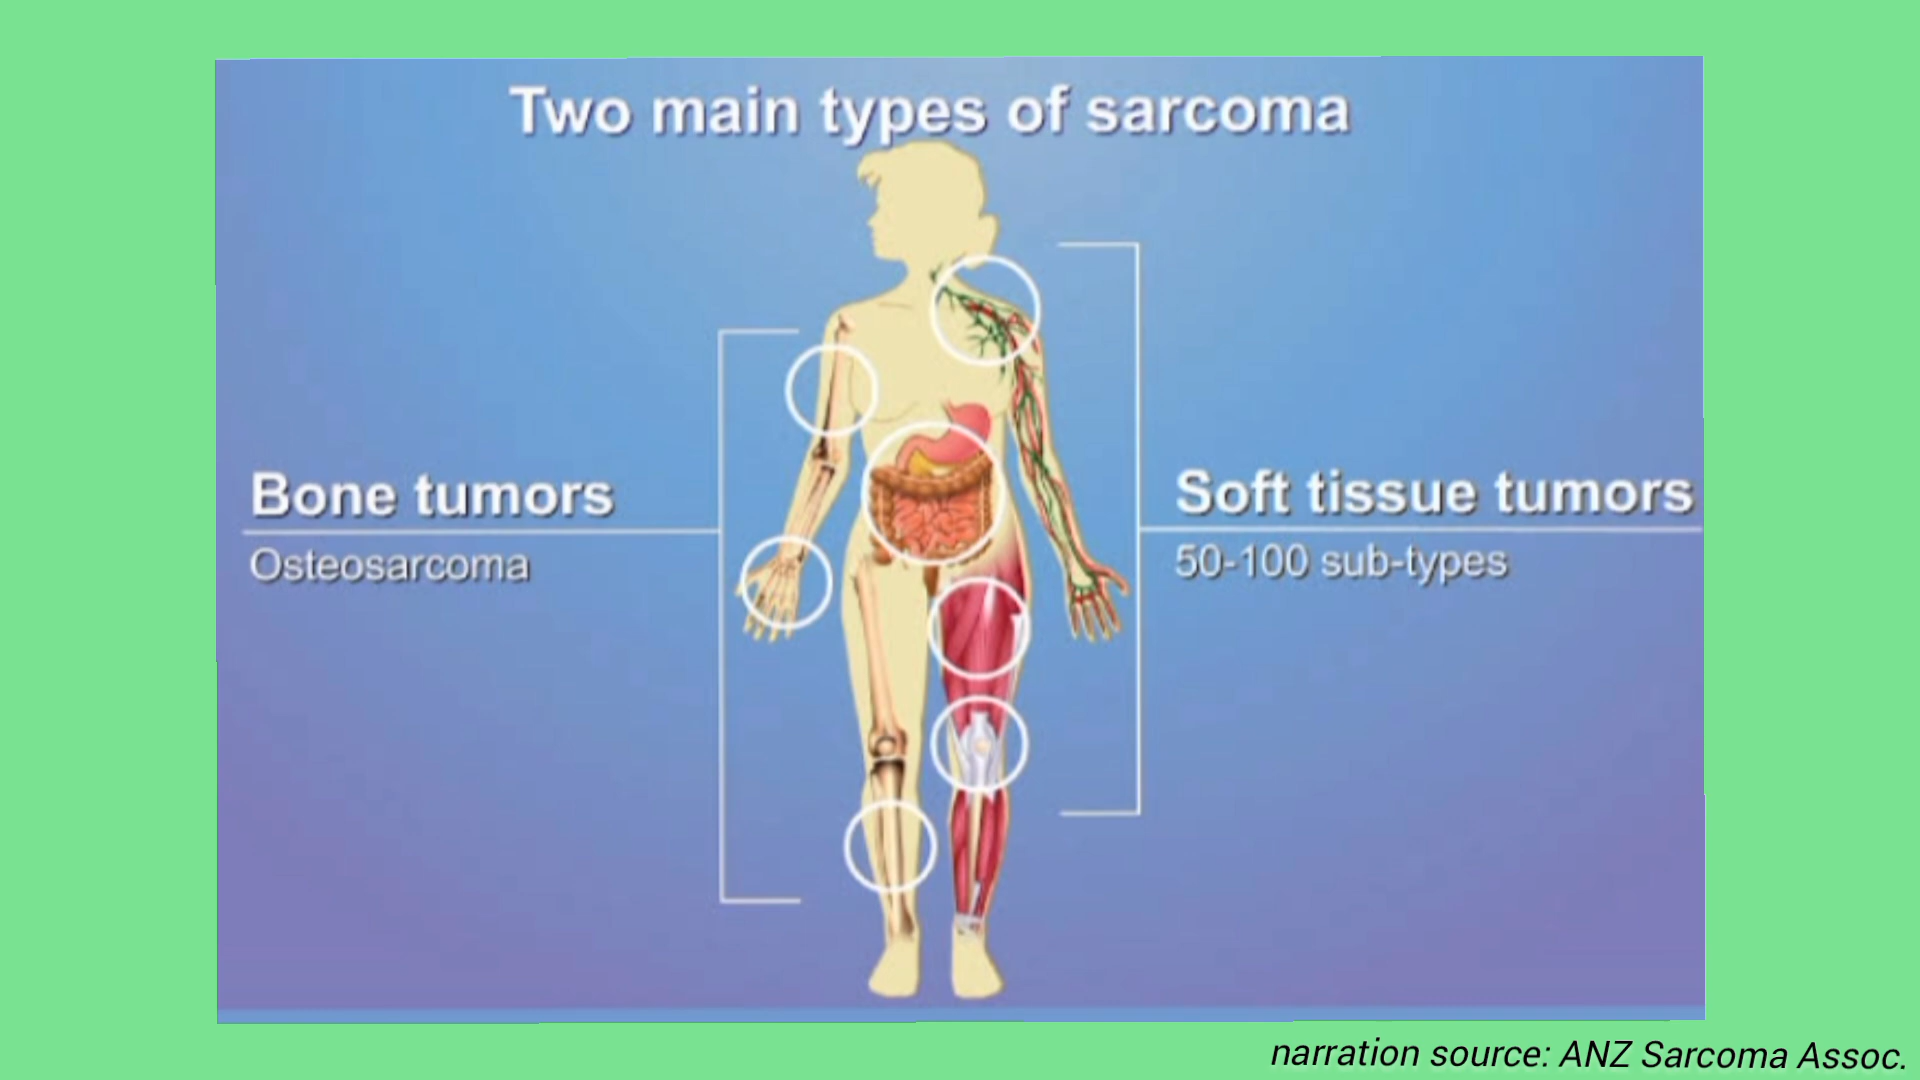 Two main types of sarcoma
Bone tumors
Osteosarcoma
Soft tissue tumors
50-100 sub-types
narration source: ANZ Sarcoma Assoc.